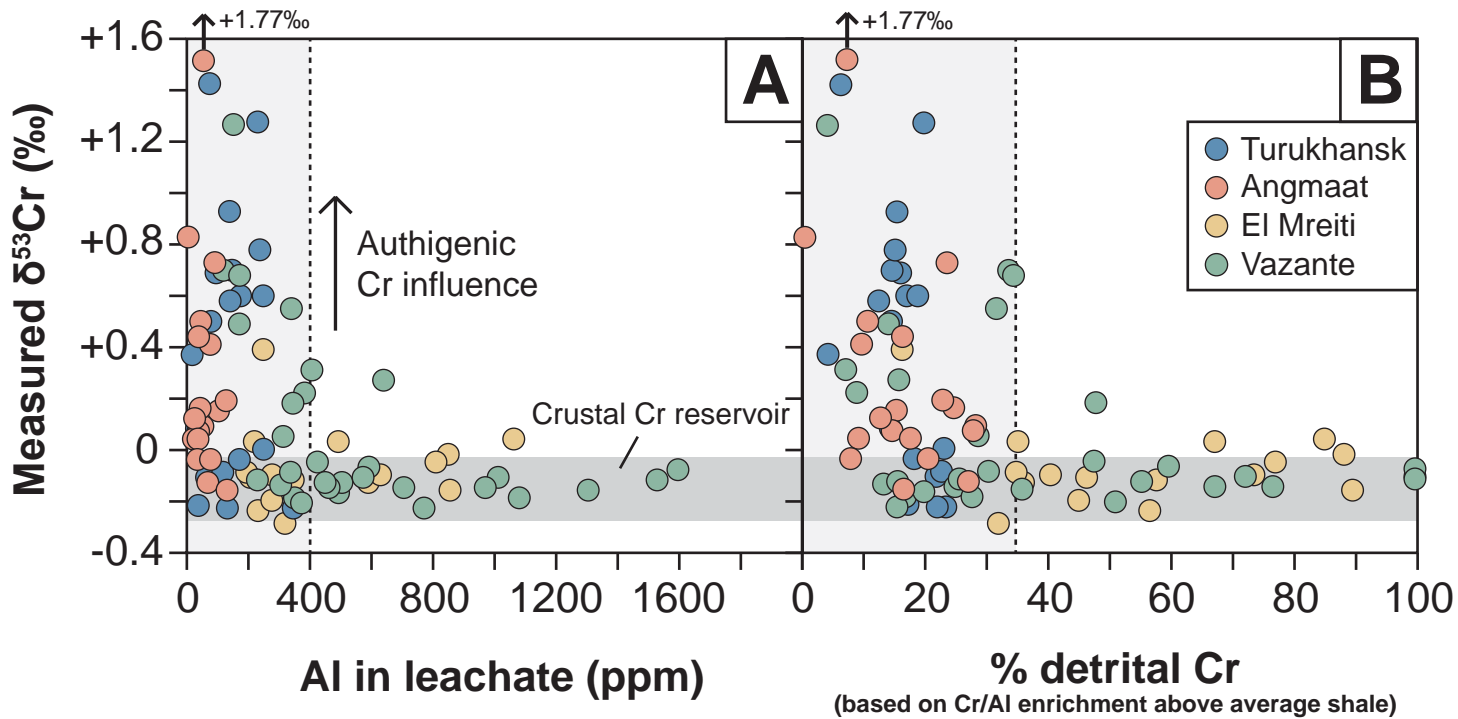 +1.77‰
+1.77‰
+1.6
+1.2
+0.8
+0.4
0
-0.4
Measured δ⁵³Cr (‰)
A
Authigenic
Cr influence
Crustal Cr reservoir
0
400
800
1200
1600
Al in leachate (ppm)
B
Turukhansk
Angmaat
El Mreiti
Vazante
0
20
40
60
80
100
% detrital Cr
(based on Cr/Al enrichment above average shale)